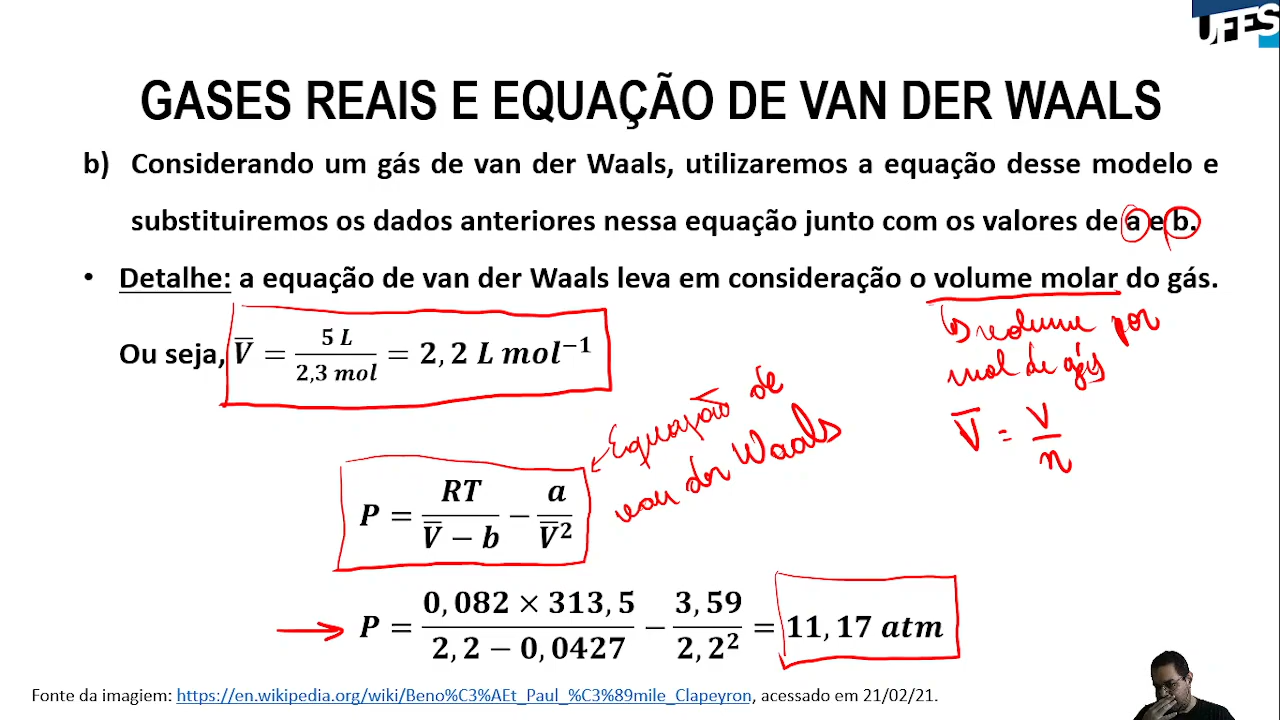 UFES
GASES REAIS E EQUAÇÃO DE VAN DER WAALS
b) Considerando um gás de van der Waals, utilizaremos a equação desse modelo e
substituiremos os dados anteriores nessa equação junto com os valores de a e b.
• Detalhe: a equação de van der Waals leva em consideração o volume molar do gás.
Ou seja, V̅ = 5 L / 2,3 mol = 2,2 L mol⁻¹
volume por
mol de gás
V̅ = V / n
Equação de
van der Waals
P = RT / (V̅ − b) − a / V̅²
P = (0,082 × 313,5) / (2,2 − 0,0427) − 3,59 / 2,2² = 11,17 atm
Fonte da imagiem: https://en.wikipedia.org/wiki/Beno%C3%AEt_Paul_%C3%89mile_Clapeyron, acessado em 21/02/21.